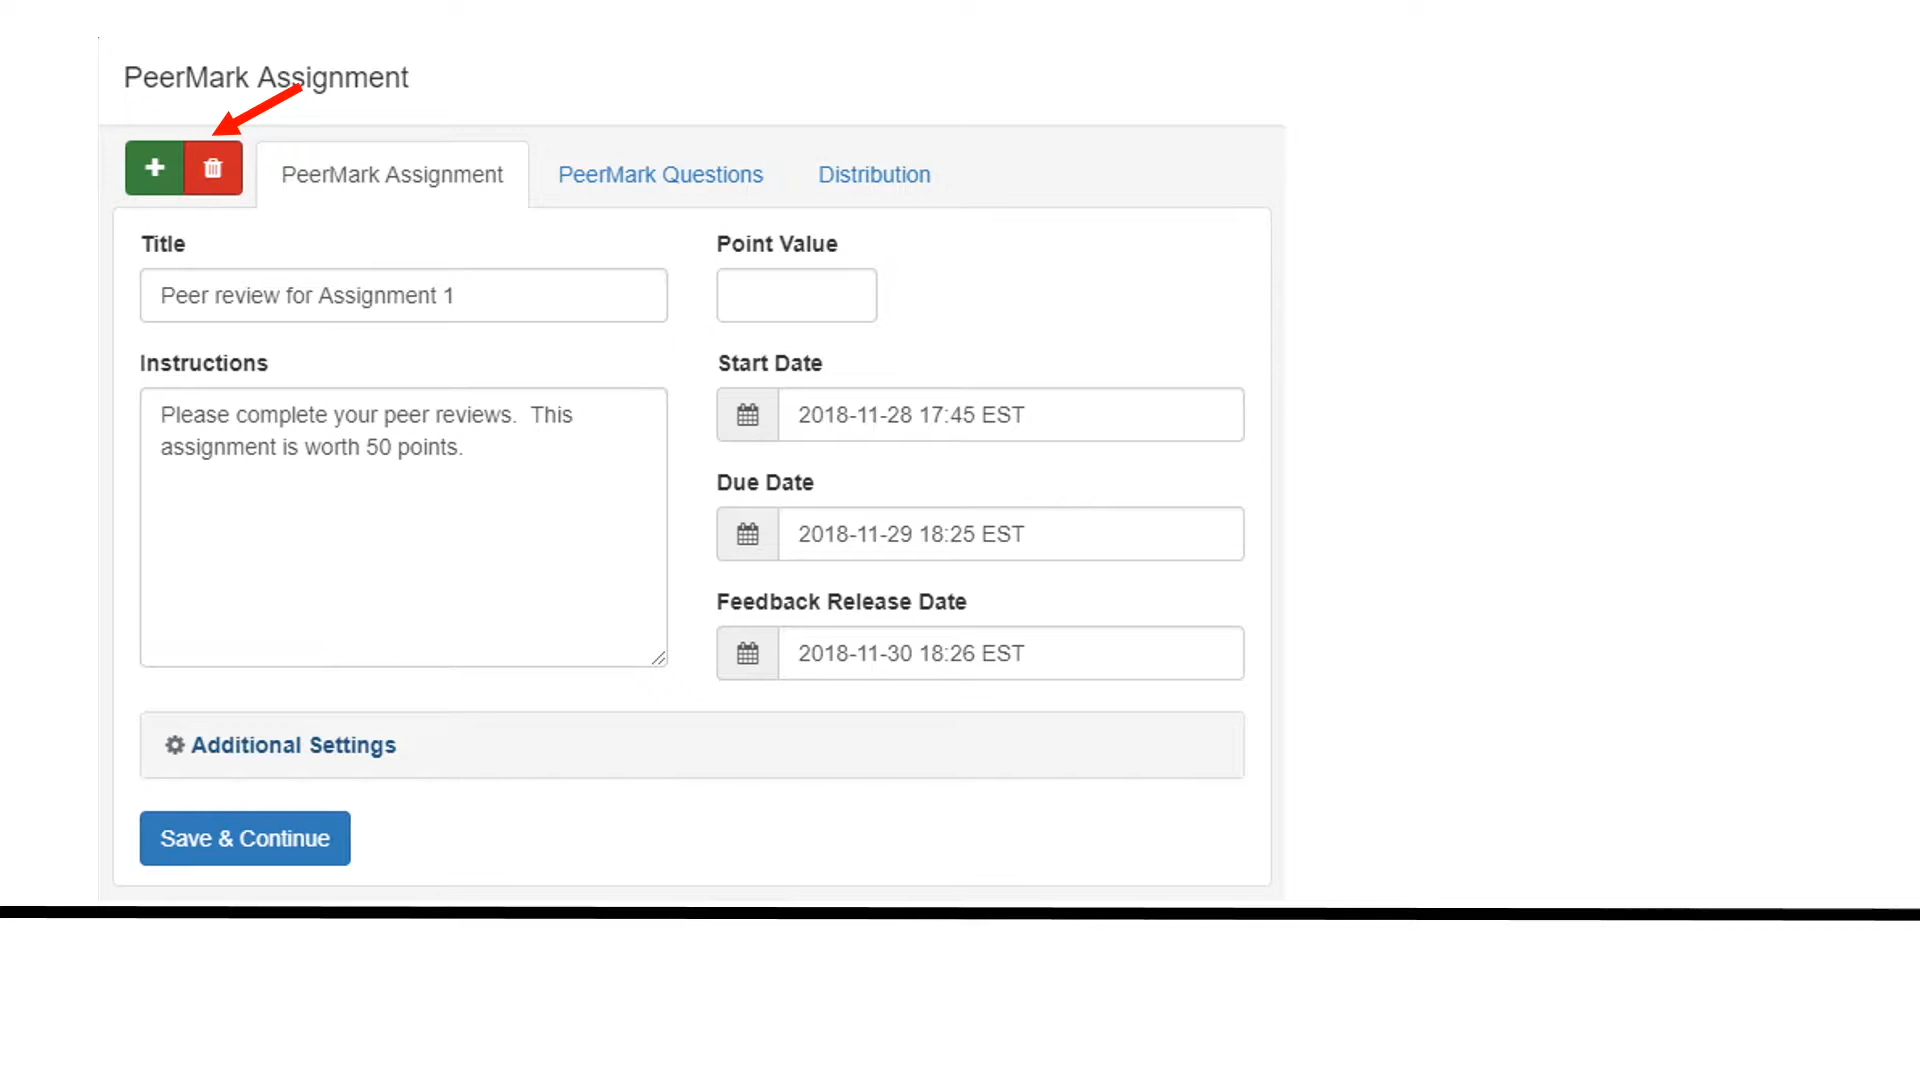 PeerMark Assignment
PeerMark Assignment
PeerMark Questions
Distribution
Title
Peer review for Assignment 1
Instructions
Please complete your peer reviews.  This
assignment is worth 50 points.
Point Value
Start Date
2018-11-28 17:45 EST
Due Date
2018-11-29 18:25 EST
Feedback Release Date
2018-11-30 18:26 EST
Additional Settings
Save & Continue